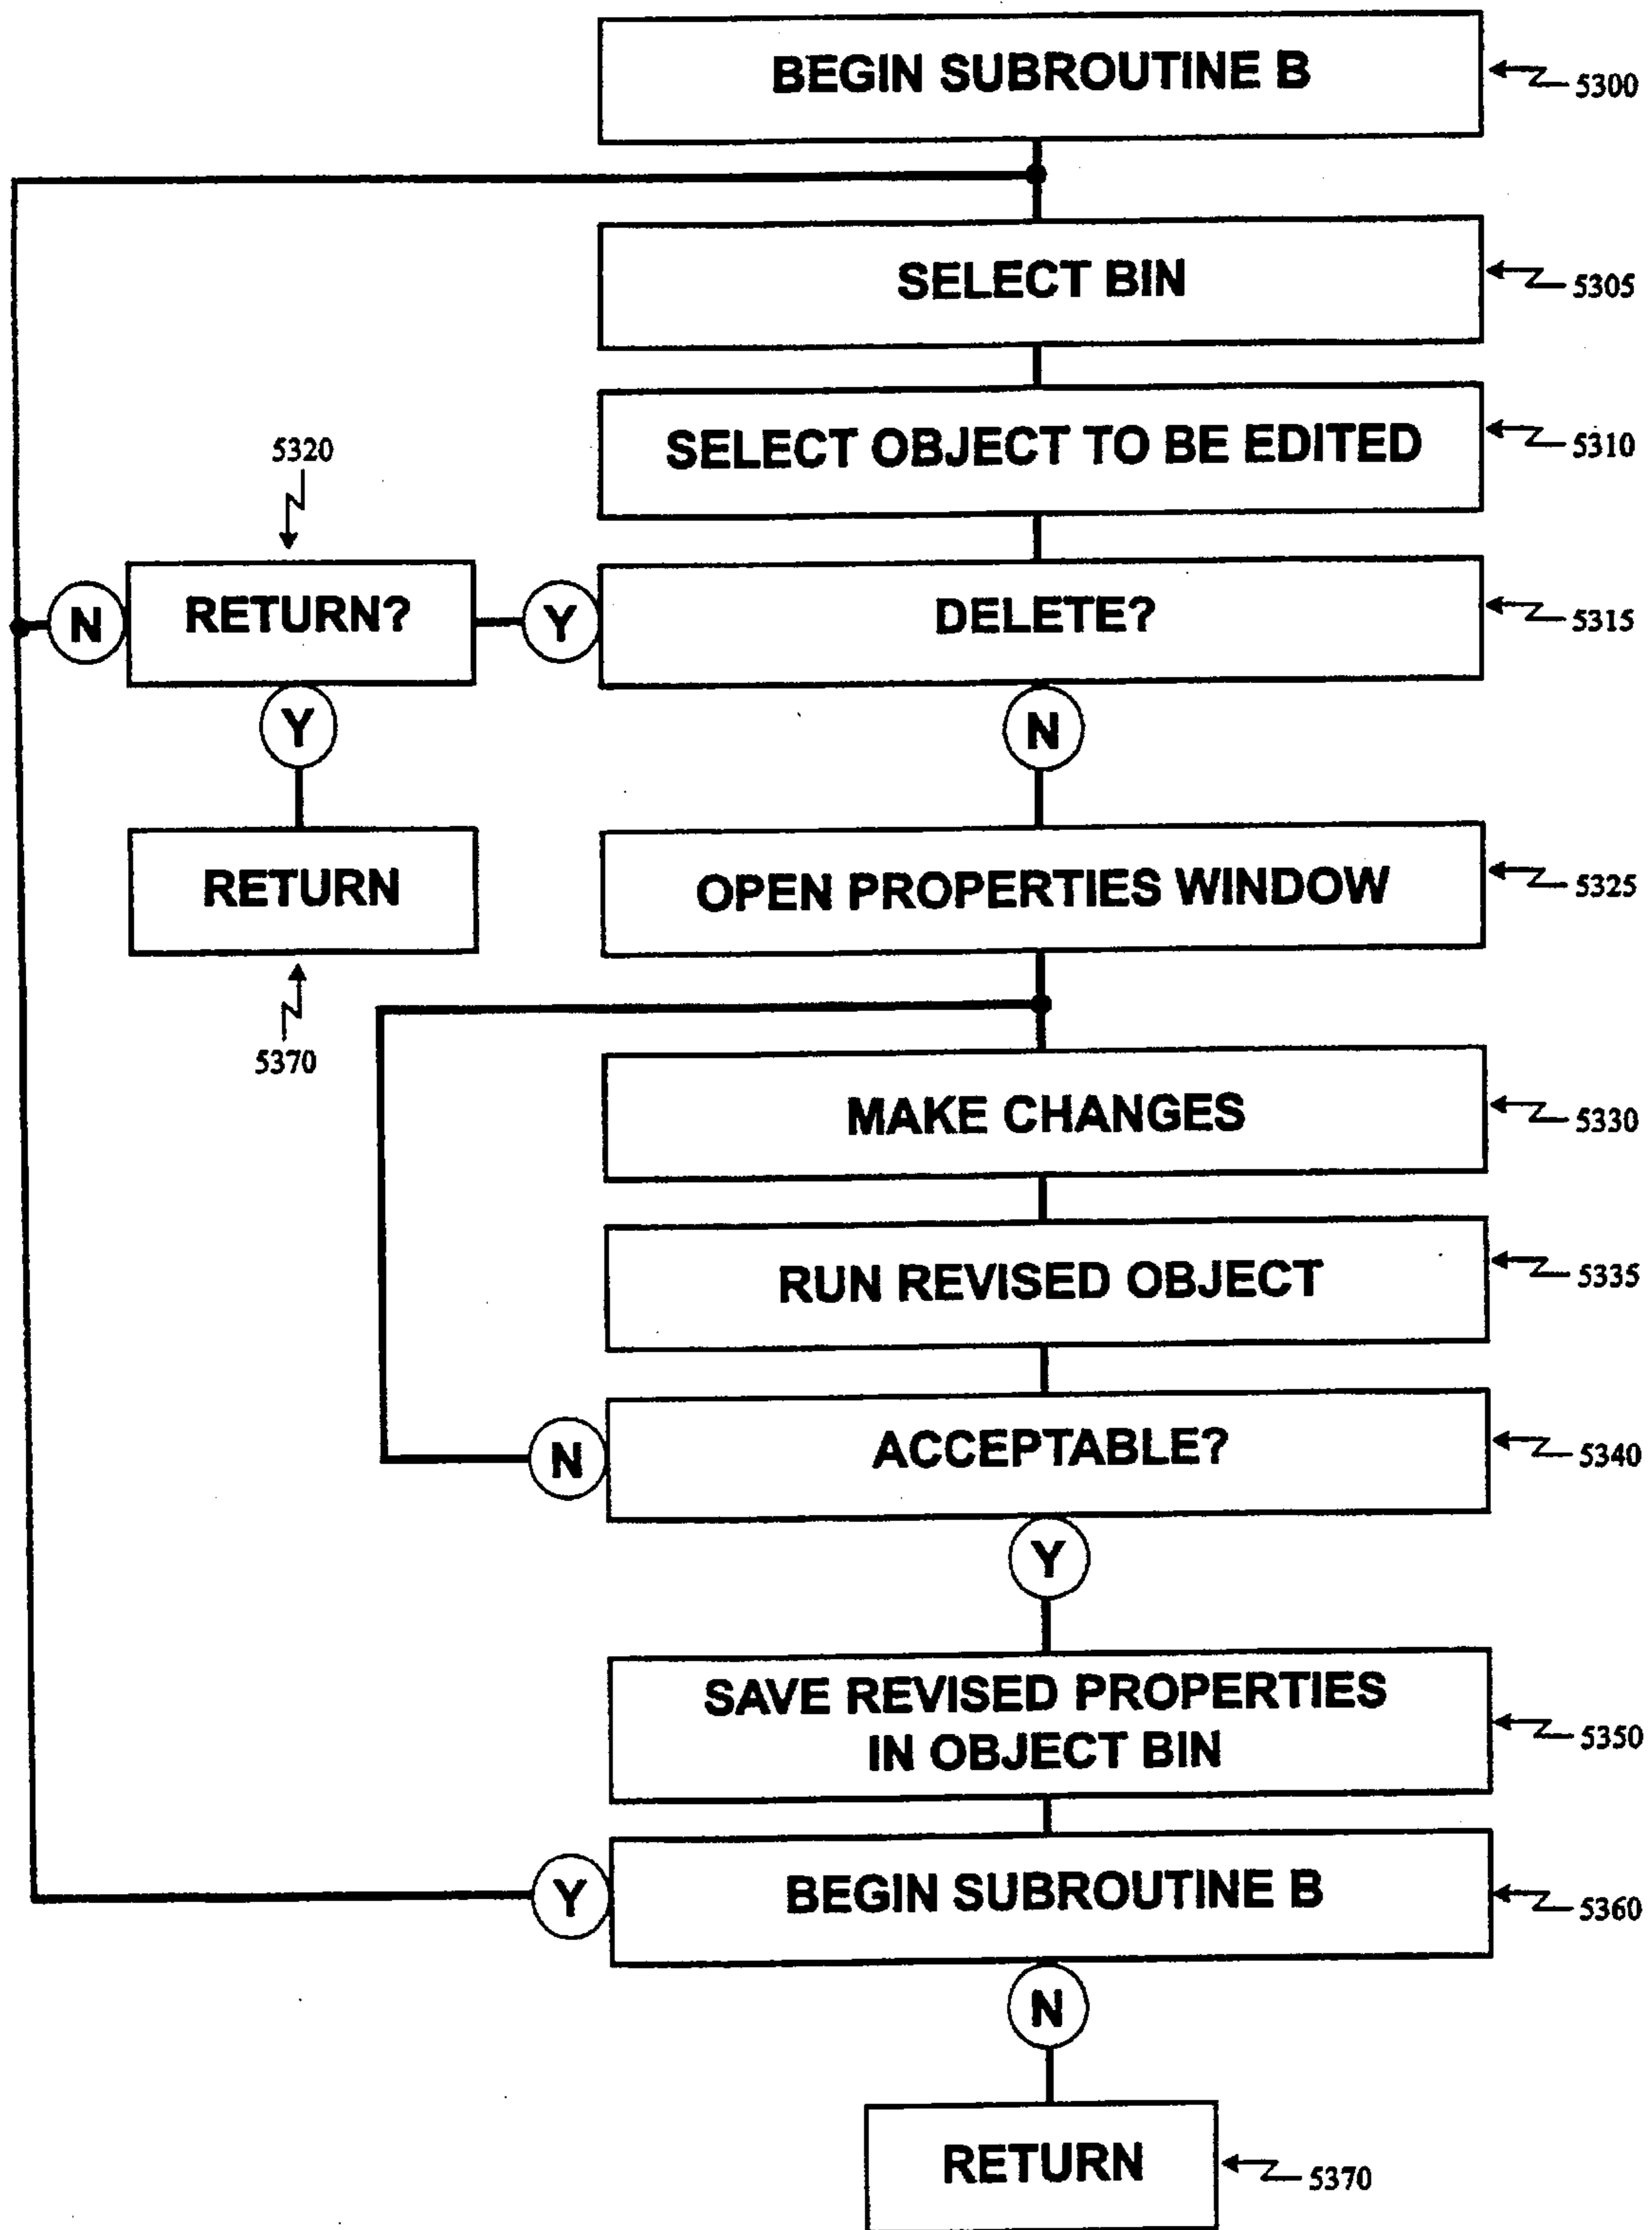 BEGIN SUBROUTINE B
5300
SELECT BIN
5305
SELECT OBJECT TO BE EDITED
5310
5320
N
RETURN?
Y
DELETE?
5315
Y
N
RETURN
OPEN PROPERTIES WINDOW
5325
5370
MAKE CHANGES
5330
RUN REVISED OBJECT
5335
N
ACCEPTABLE?
5340
Y
SAVE REVISED PROPERTIES
IN OBJECT BIN
5350
Y
BEGIN SUBROUTINE B
5360
N
RETURN
5370